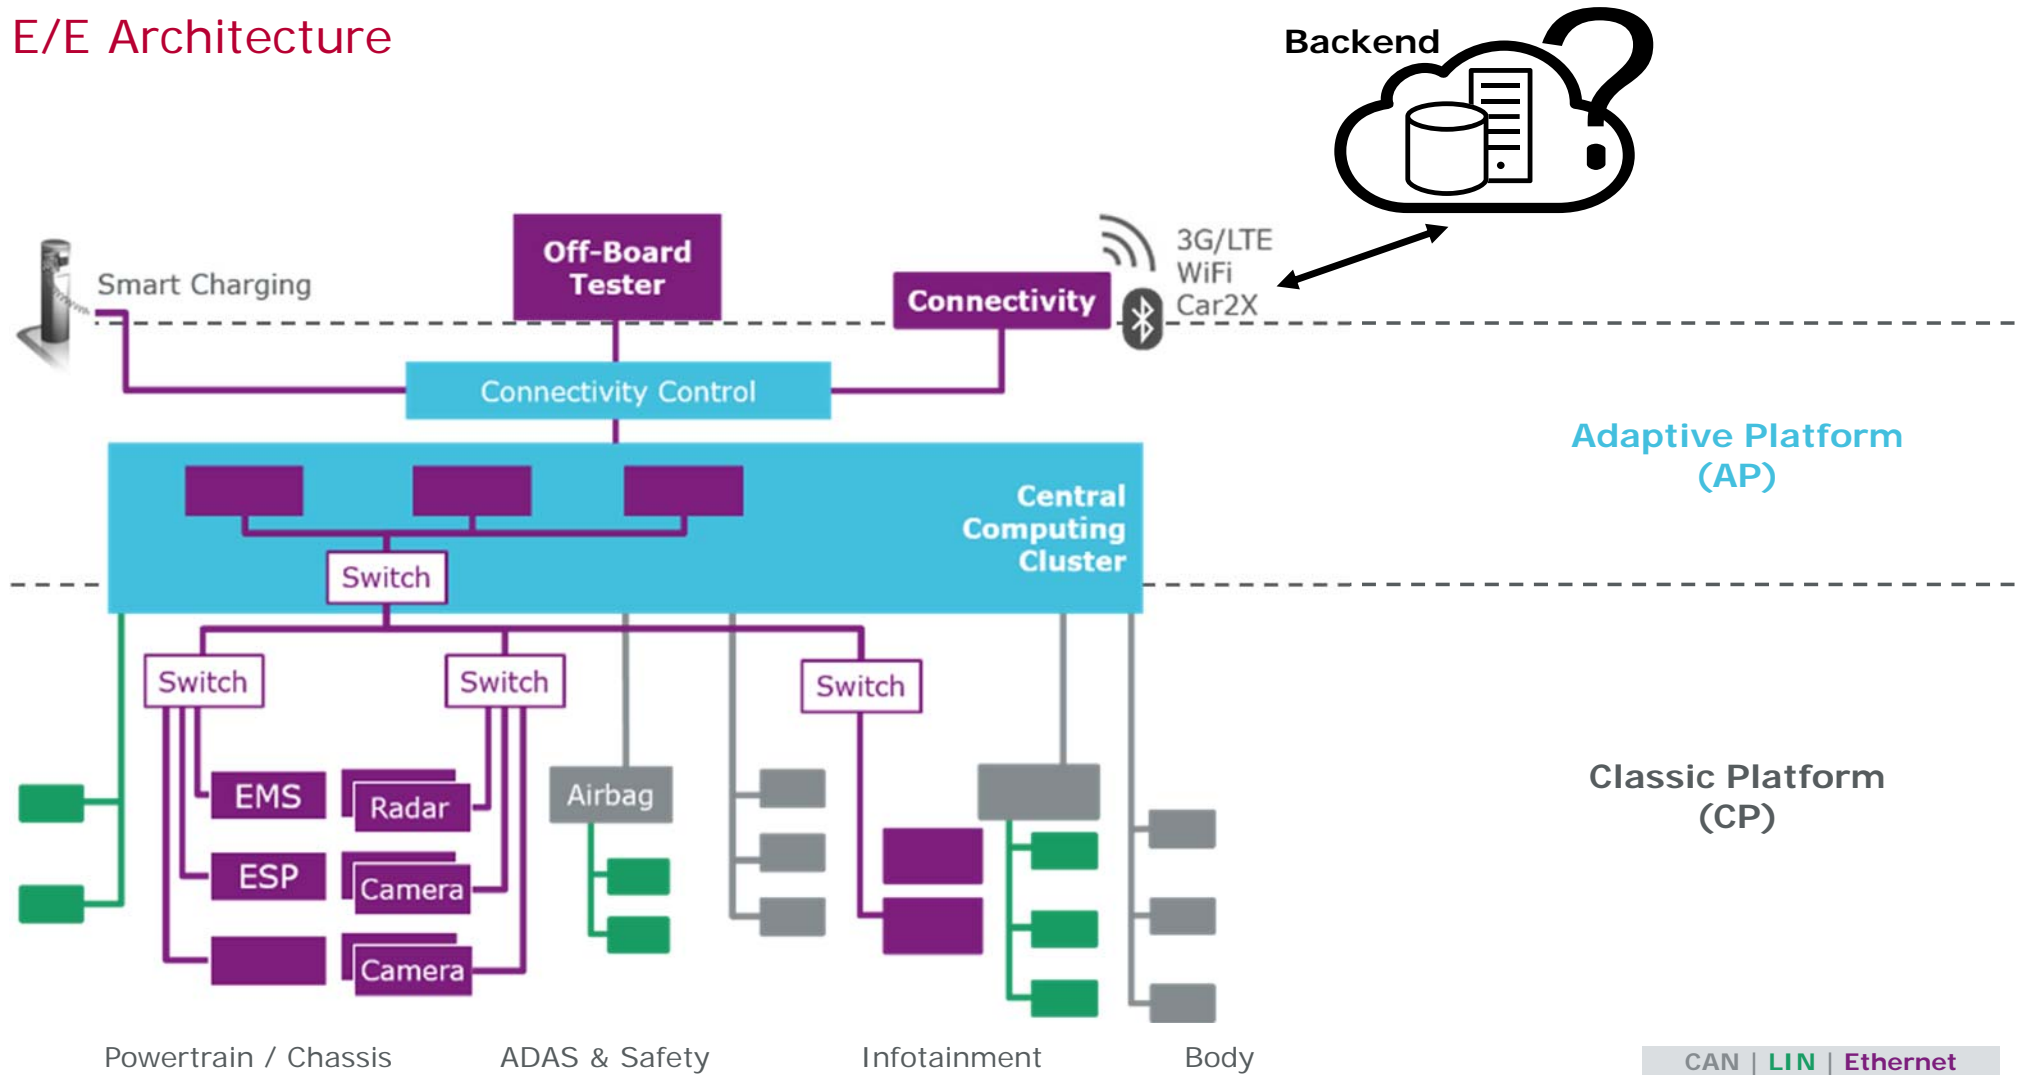 E/E Architecture
Backend
?
Off-Board
Tester
3G/LTE
WiFi
Car2X
Smart Charging
Connectivity
Connectivity Control
Adaptive Platform
(AP)
Central
Computing
Cluster
Switch
Switch
Switch
Switch
EMS
Radar
Airbag
Classic Platform
(CP)
ESP
Camera
Camera
Powertrain / Chassis
ADAS & Safety
Infotainment
Body
CAN | LIN | Ethernet